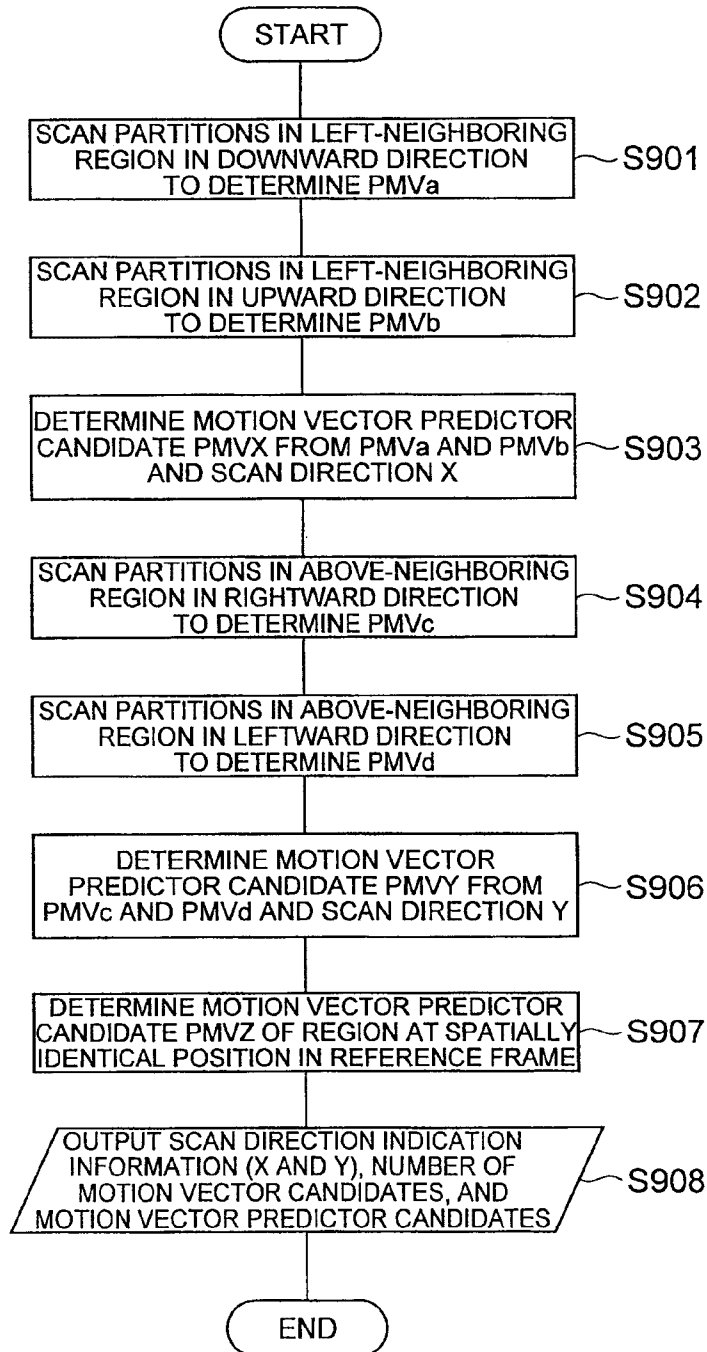 START
SCAN PARTITIONS IN LEFT-NEIGHBORING
REGION IN DOWNWARD DIRECTION
TO DETERMINE PMVa
S901
SCAN PARTITIONS IN LEFT-NEIGHBORING
REGION IN UPWARD DIRECTION
TO DETERMINE PMVb
S902
DETERMINE MOTION VECTOR PREDICTOR
CANDIDATE PMVX FROM PMVa AND PMVb
AND SCAN DIRECTION X
S903
SCAN PARTITIONS IN ABOVE-NEIGHBORING
REGION IN RIGHTWARD DIRECTION
TO DETERMINE PMVc
S904
SCAN PARTITIONS IN ABOVE-NEIGHBORING
REGION IN LEFTWARD DIRECTION
TO DETERMINE PMVd
S905
DETERMINE MOTION VECTOR
PREDICTOR CANDIDATE PMVY FROM
PMVc AND PMVd AND SCAN DIRECTION Y
S906
DETERMINE MOTION VECTOR PREDICTOR
CANDIDATE PMVZ OF REGION AT SPATIALLY
IDENTICAL POSITION IN REFERENCE FRAME
S907
OUTPUT SCAN DIRECTION INDICATION
INFORMATION (X AND Y), NUMBER OF
MOTION VECTOR CANDIDATES, AND
MOTION VECTOR PREDICTOR CANDIDATES
S908
END